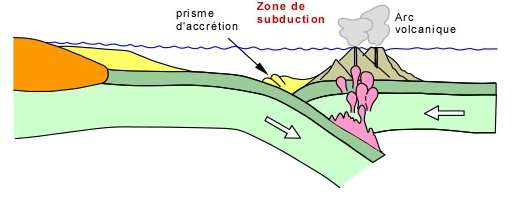 prisme
d'accrétion
Zone de
subduction
Arc
volcanique